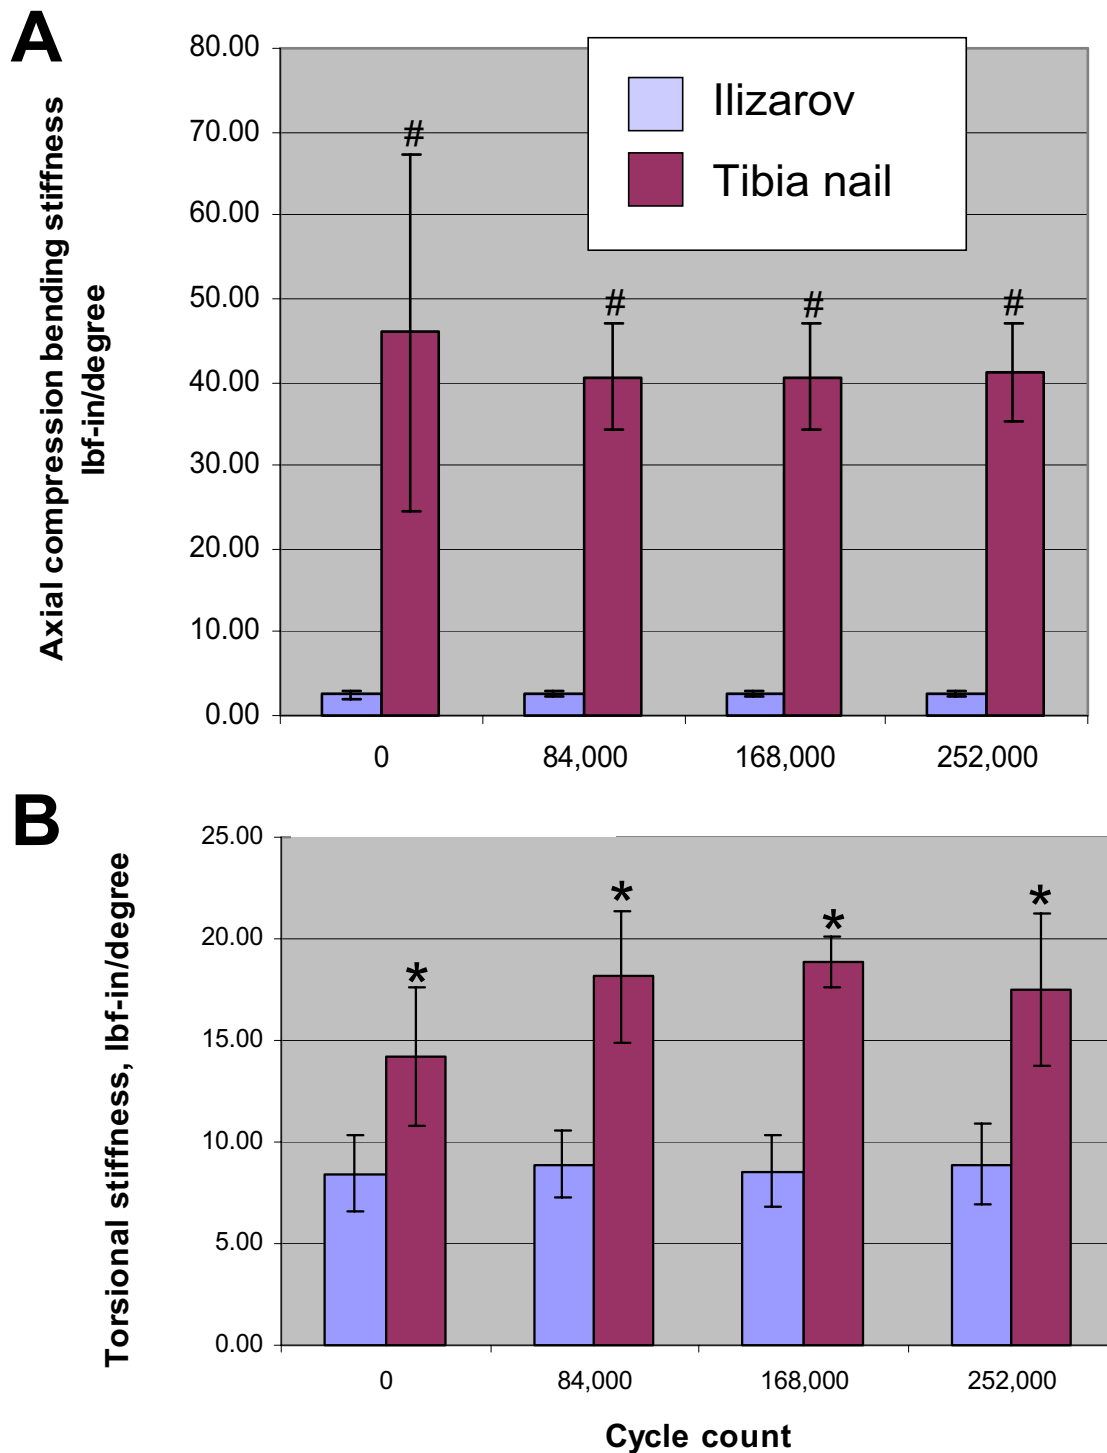 A
Axial compression bending stiffness
lbf-in/degree
80.00
70.00
60.00
50.00
40.00
30.00
20.00
10.00
0.00
Ilizarov
Tibia nail
# # # #
0 84,000 168,000 252,000
B
Torsional stiffness, lbf-in/degree
25.00
20.00
15.00
10.00
5.00
0.00
* * * *
0 84,000 168,000 252,000
Cycle count